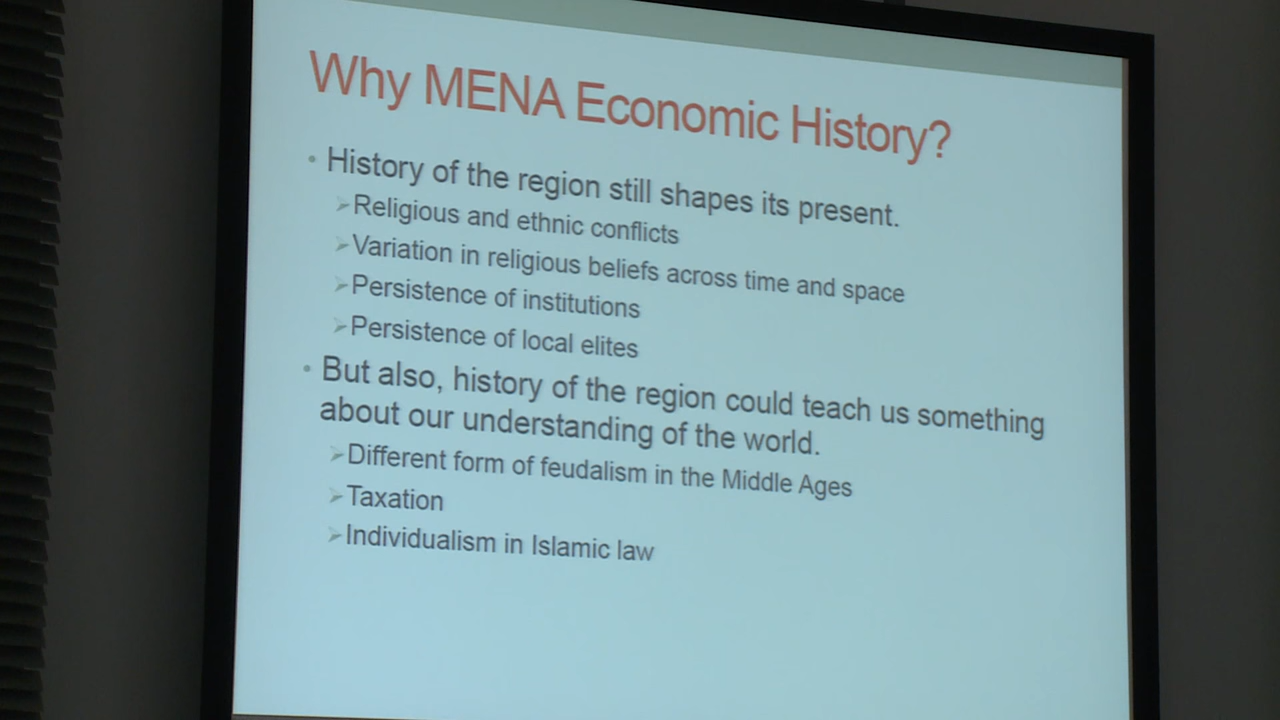 Why MENA Economic History?
• History of the region still shapes its present.
➢Religious and ethnic conflicts
➢Variation in religious beliefs across time and space
➢Persistence of institutions
➢Persistence of local elites
• But also, history of the region could teach us something
about our understanding of the world.
➢Different form of feudalism in the Middle Ages
➢Taxation
➢Individualism in Islamic law